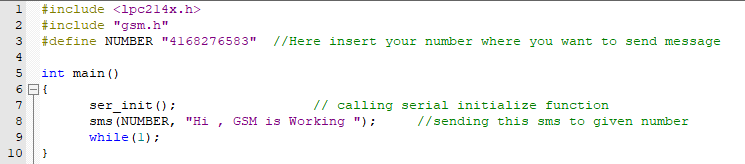 1 #include <lpc214x.h>
2 #include "gsm.h"
3 #define NUMBER "4168276583" //Here insert your number where you want to send message
4
5 int main()
6 {
7 ser_init(); // calling serial initialize function
8 sms(NUMBER, "Hi , GSM is Working "); //sending this sms to given number
9 while(1);
10 }